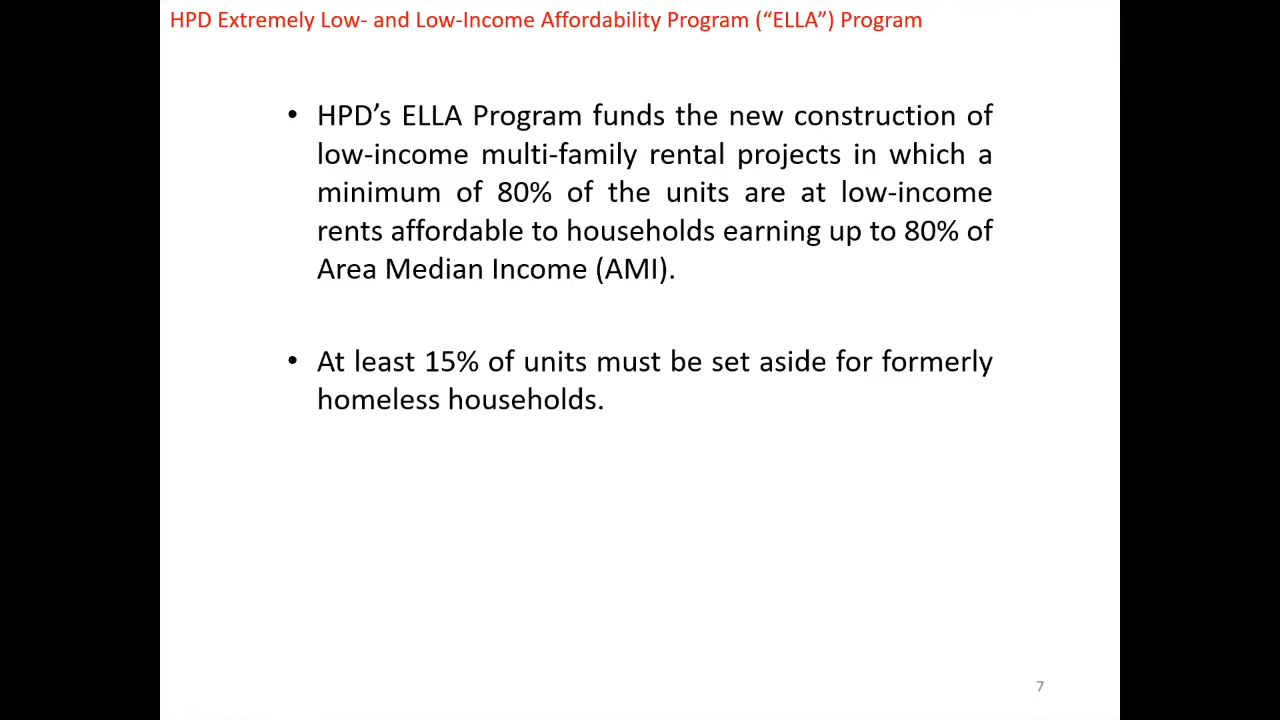 HPD Extremely Low- and Low-Income Affordability Program (“ELLA”) Program
• HPD’s ELLA Program funds the new construction of
low-income multi-family rental projects in which a
minimum of 80% of the units are at low-income
rents affordable to households earning up to 80% of
Area Median Income (AMI).
• At least 15% of units must be set aside for formerly
homeless households.
7